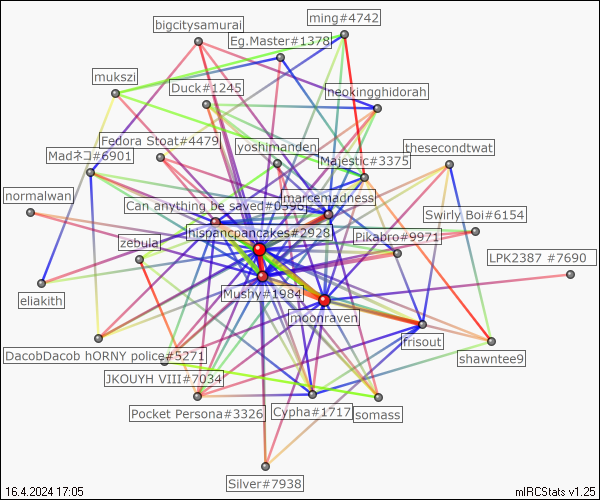 ming#4742
bigcitysamurai
Eg.Master#1378
mukszi
Duck#1245
neokingghidorah
Fedora Stoat#4479
yoshimanden
thesecondtwat
Madネコ#6901
Majestic#3375
normalwan
Can anything be saved
marcemadness
Swirly Boi#6154
hispancpancakes#2928
Pikabro#9971
zebula
LPK2387 #7690
Mushy#1984
eliakith
moonraven
frisout
DacobDacob hORNY police#5271
shawntee9
JKOUYH VIII#7034
Pocket Persona#3326
Cypha#1717
somass
Silver#7938
16.4.2024 17:05
mIRCStats v1.25